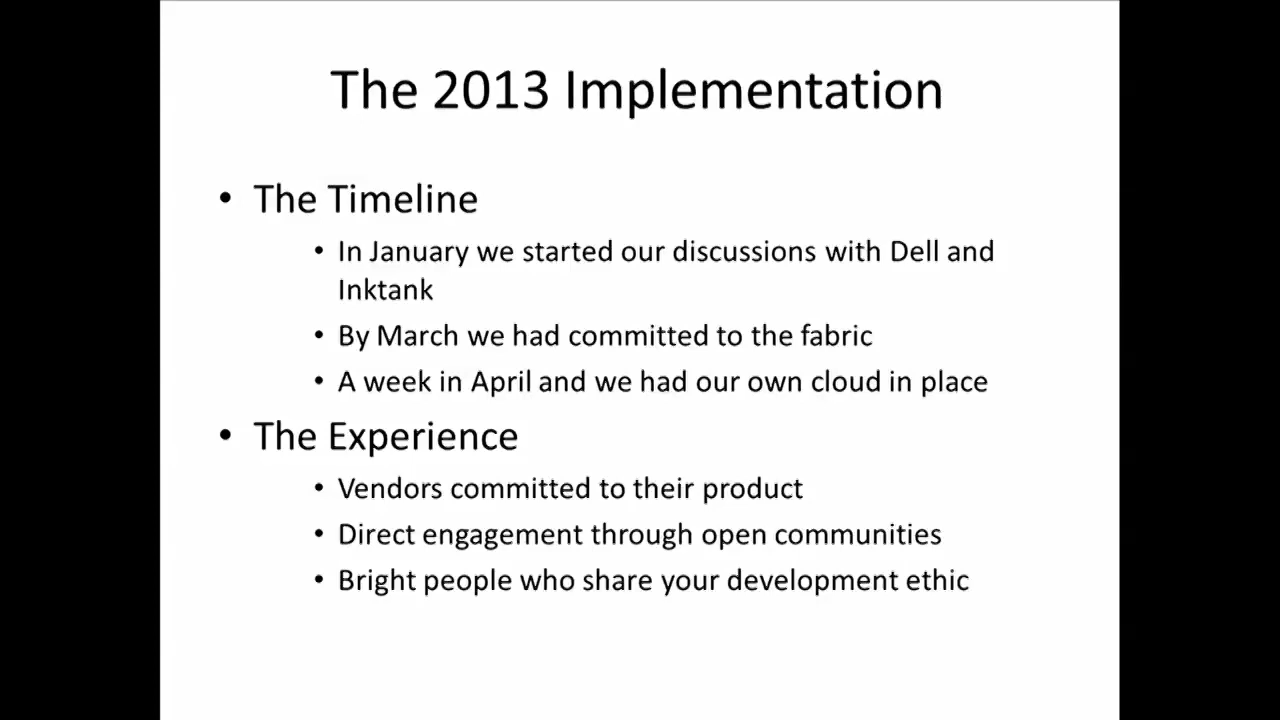 The 2013 Implementation
• The Timeline
• In January we started our discussions with Dell and
Inktank
• By March we had committed to the fabric
• A week in April and we had our own cloud in place
• The Experience
• Vendors committed to their product
• Direct engagement through open communities
• Bright people who share your development ethic